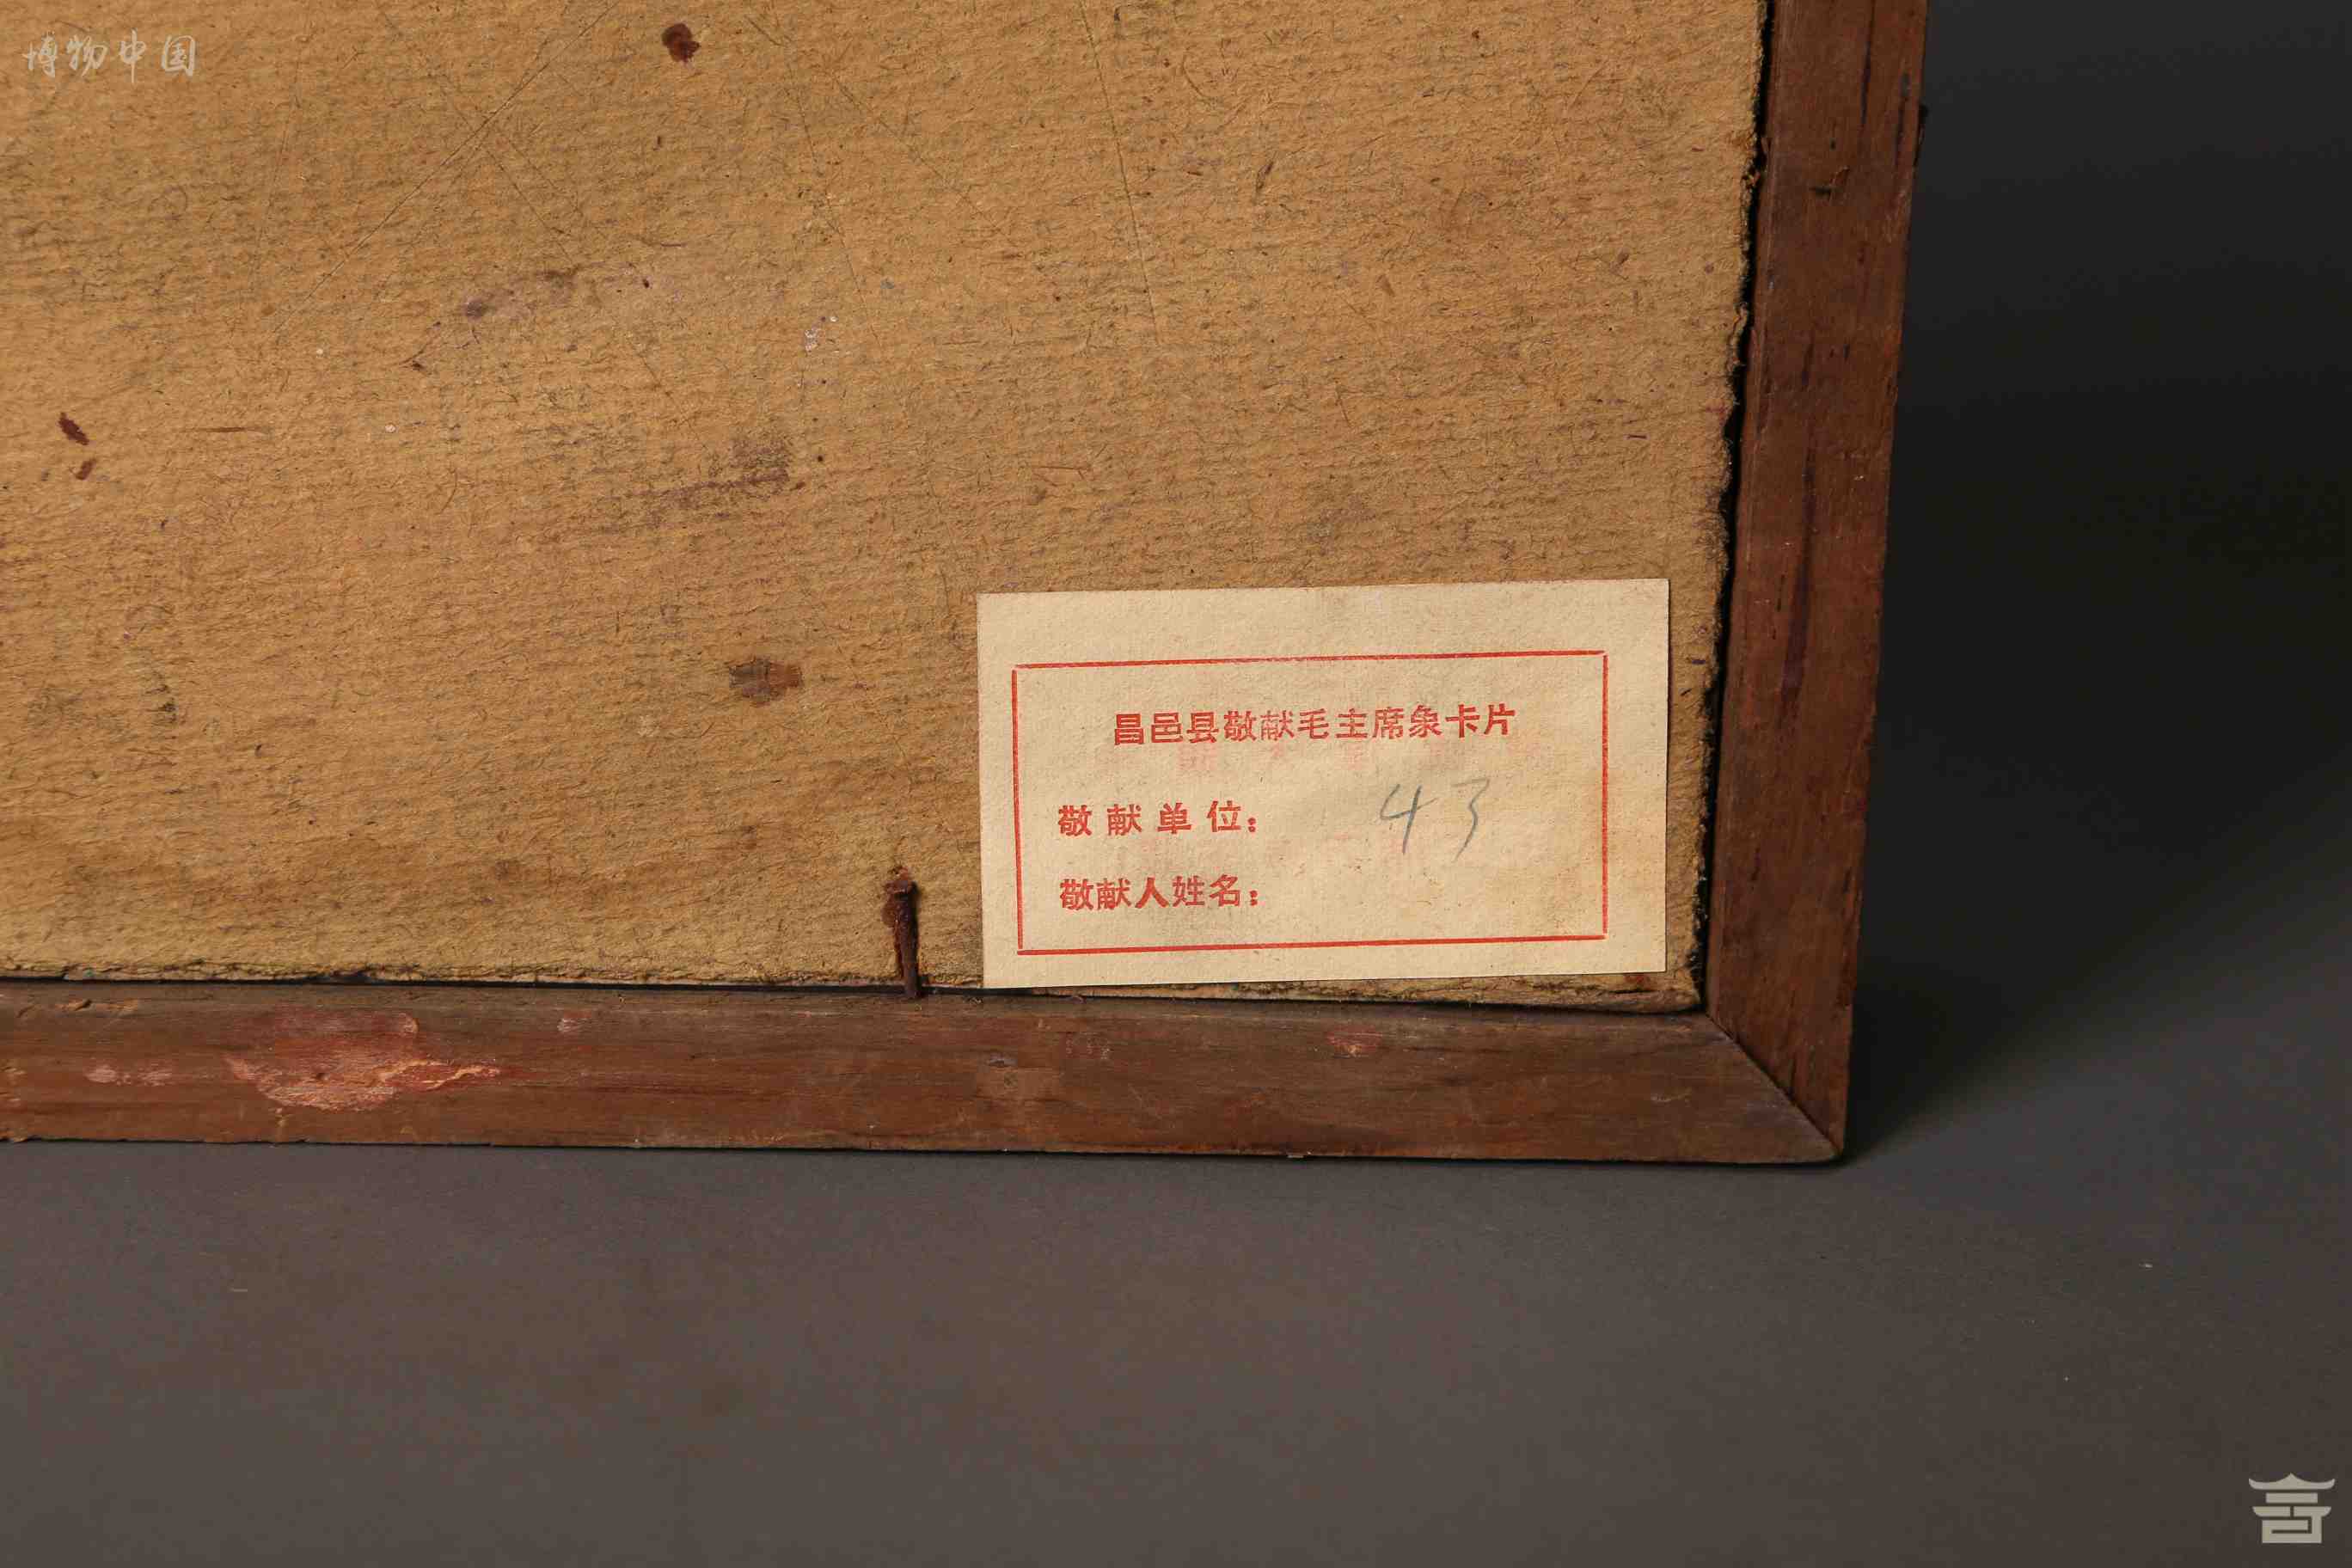 博物中国
昌邑县敬献毛主席象卡片
敬献单位： 43
敬献人姓名：